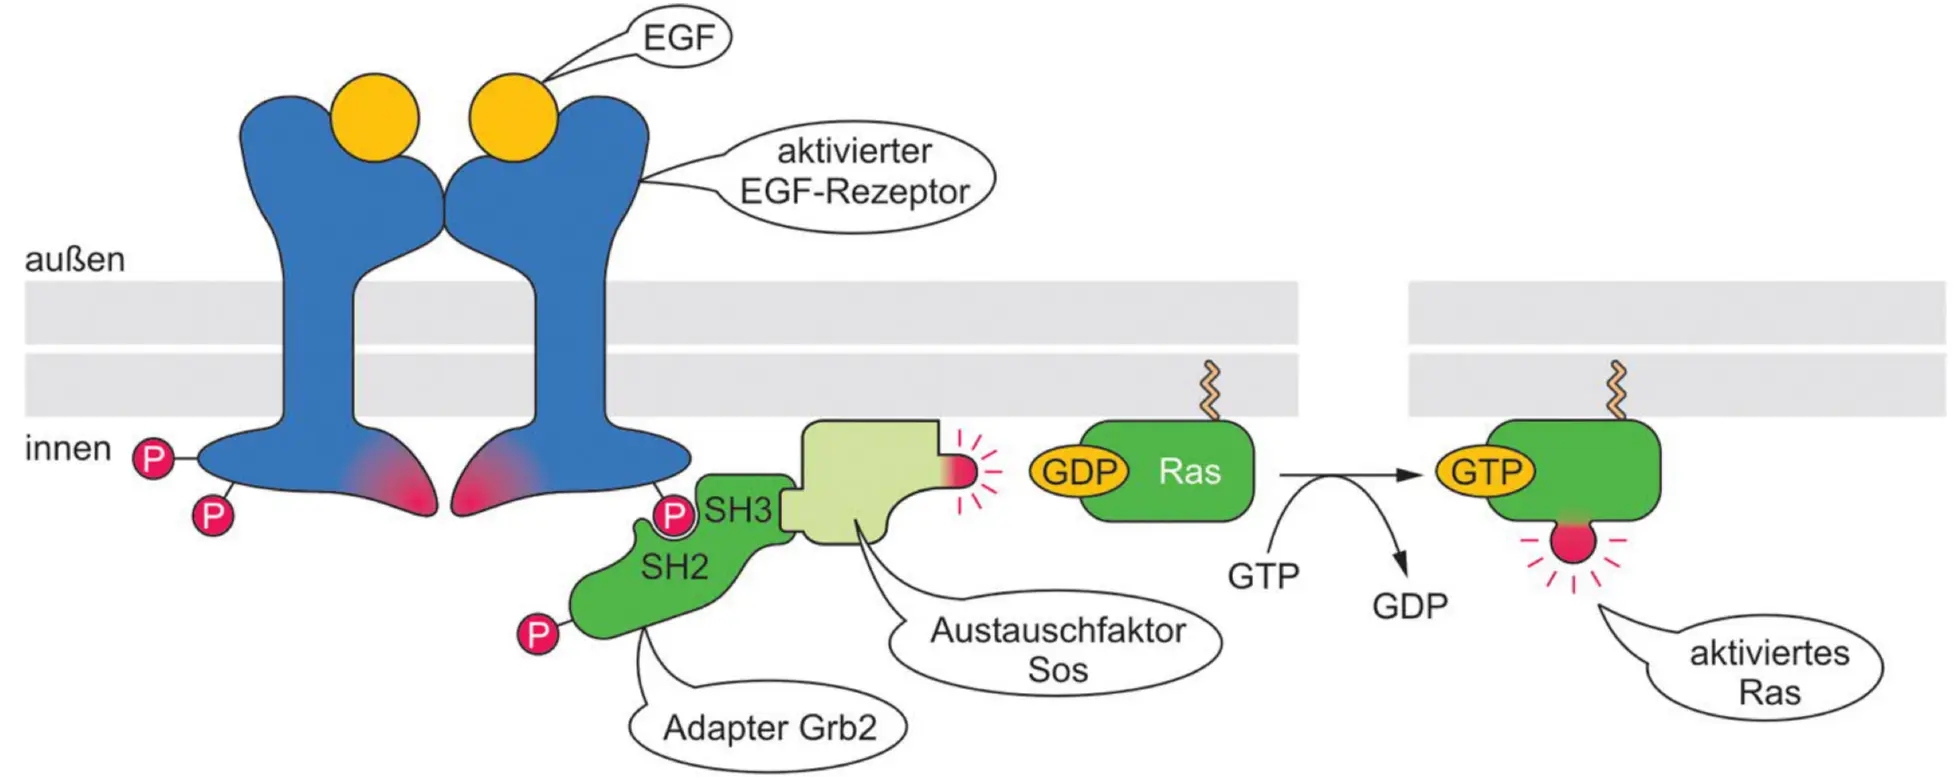 EGF
aktivierter
EGF-Rezeptor
außen
innen
P
P
P
SH3
SH2
P
GDP
Ras
GTP
GTP
GDP
Austauschfaktor
Sos
aktiviertes
Ras
Adapter Grb2